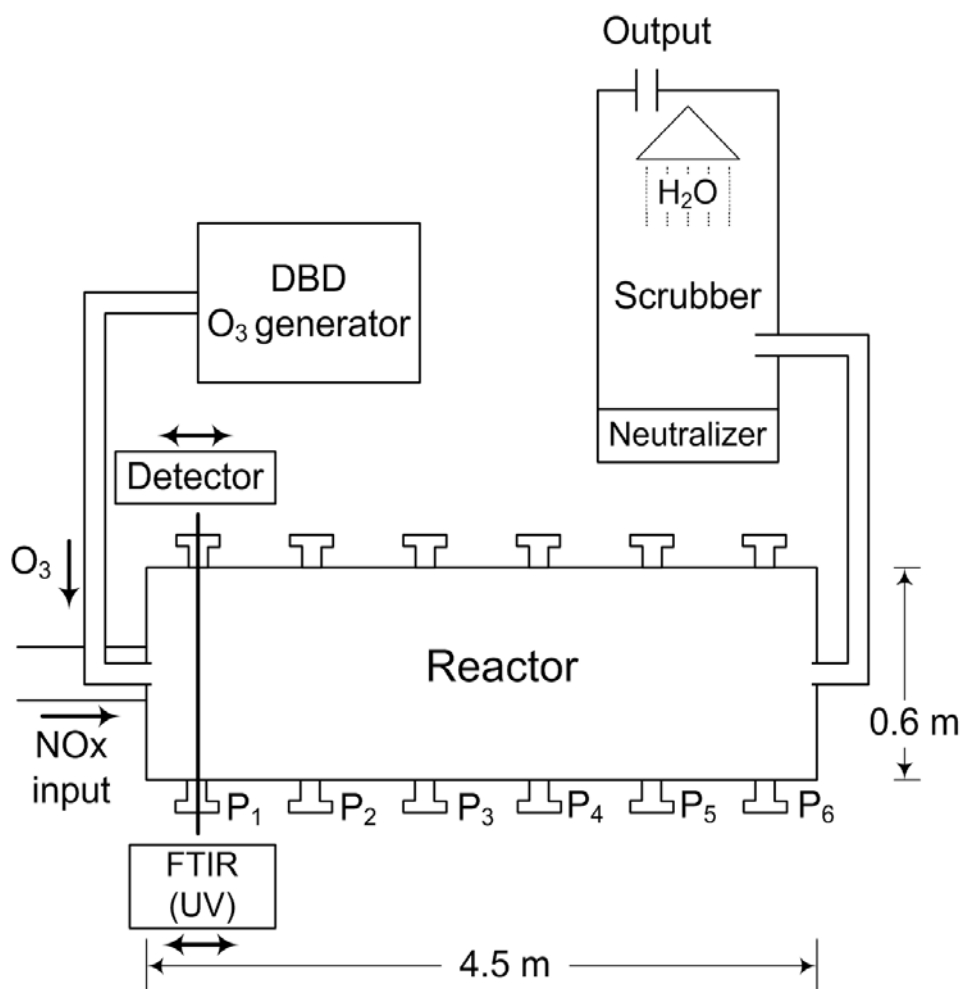 Output
H₂O
Scrubber
Neutralizer
DBD
O₃ generator
Detector
O₃
Reactor
NOx
input
0.6 m
P₁
P₂
P₃
P₄
P₅
P₆
FTIR
(UV)
4.5 m